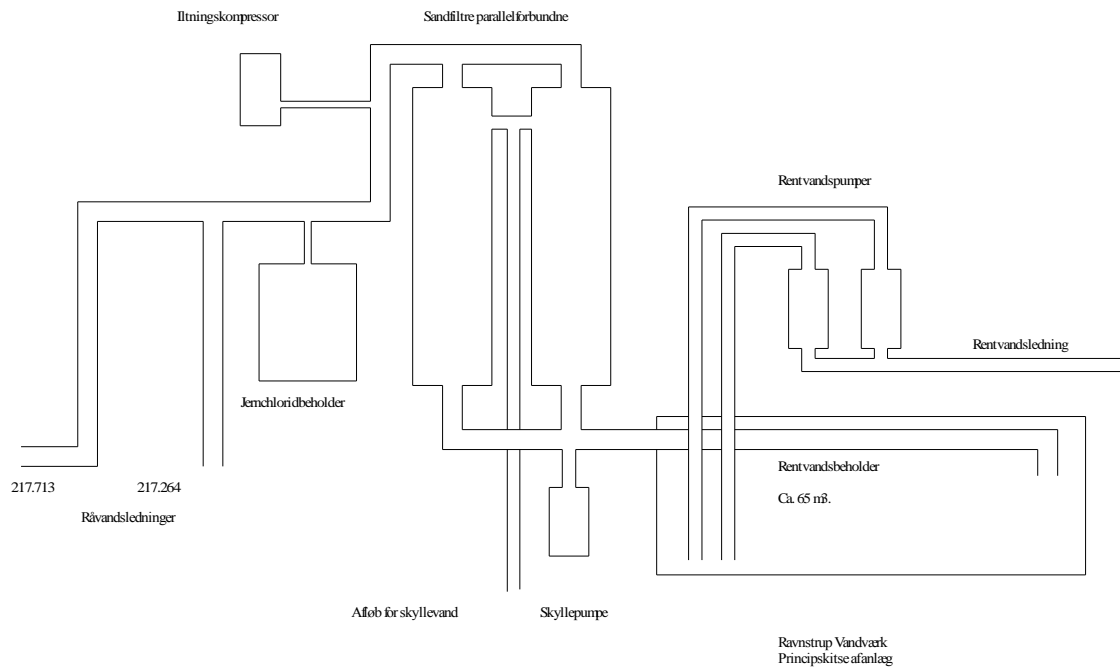 Iltningskompressor
Sandfiltre parallelforbundne
Rentvandspumper
Rentvandsledning
Jernchloridbeholder
Rentvandsbeholder
Ca. 65 m3.
217.713
217.264
Råvandsledninger
Afløb for skyllevand
Skyllepumpe
Ravnstrup Vandværk
Principskitse af anlæg